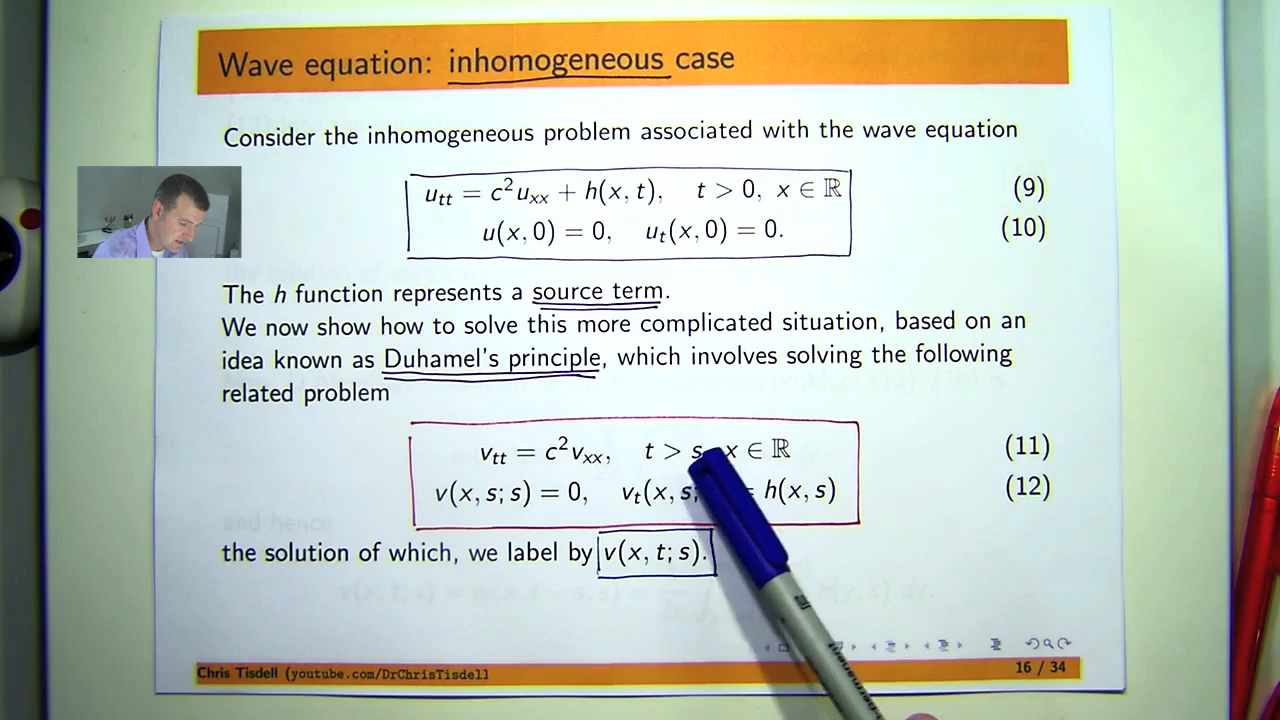 Wave equation: inhomogeneous case
Consider the inhomogeneous problem associated with the wave equation
u_tt = c²u_xx + h(x, t),   t > 0, x ∈ ℝ   (9)
u(x, 0) = 0,   u_t(x, 0) = 0.   (10)
The h function represents a source term.
We now show how to solve this more complicated situation, based on an
idea known as Duhamel's principle, which involves solving the following
related problem
v_tt = c²v_xx,   t > s, x ∈ ℝ   (11)
v(x, s; s) = 0,   v_t(x, s; = h(x, s)   (12)
the solution of which, we label by v(x, t; s).
Chris Tisdell (youtube.com/DrChrisTisdell   16 / 34